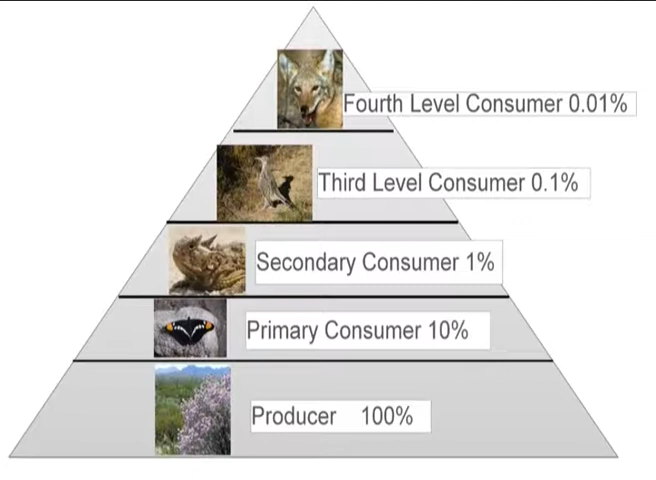 Fourth Level Consumer 0.01%
Third Level Consumer 0.1%
Secondary Consumer 1%
Primary Consumer 10%
Producer 100%